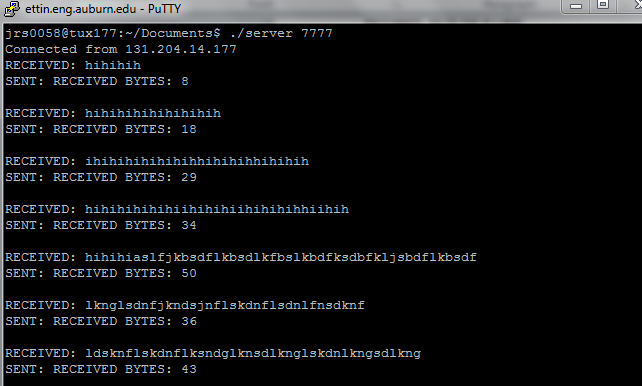 ettin.eng.auburn.edu - PuTTY
jrs0058@tux177:~/Documents$ ./server 7777
Connected from 131.204.14.177
RECEIVED: hihihih
SENT: RECEIVED BYTES: 8
RECEIVED: hihihihihihihihih
SENT: RECEIVED BYTES: 18
RECEIVED: ihihihihihihihhihihihhihihih
SENT: RECEIVED BYTES: 29
RECEIVED: hihihihihihiihihihiihihihihhiihih
SENT: RECEIVED BYTES: 34
RECEIVED: hihihiaslfjkbsdflkbsdlkfbslkbdfksdbfkljsbdflkbsdf
SENT: RECEIVED BYTES: 50
RECEIVED: lknglsdnfjkndsjnflskdnflsdnlfnsdknf
SENT: RECEIVED BYTES: 36
RECEIVED: ldsknflskdnflksndglknsdlknglskdnlkngsdlkng
SENT: RECEIVED BYTES: 43